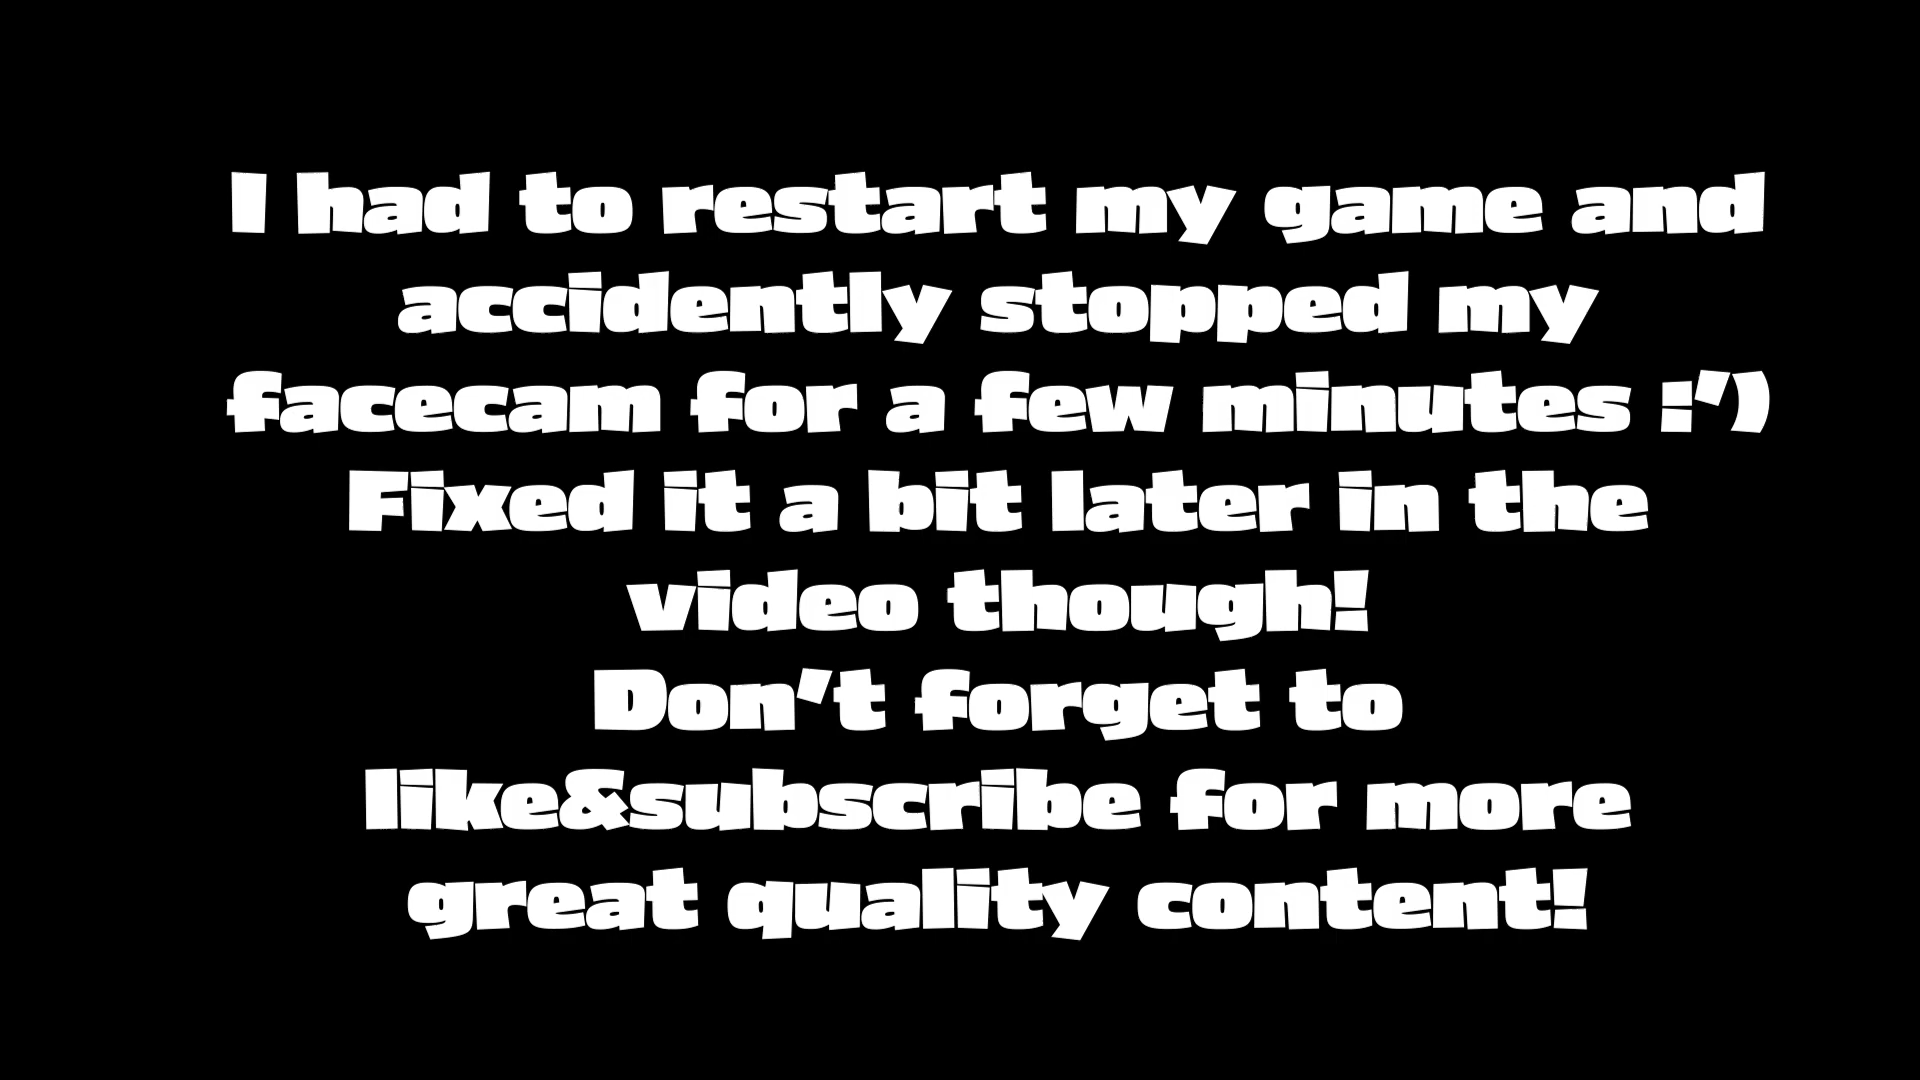 I had to restart my game and
accidently stopped my
facecam for a few minutes :')
Fixed it a bit later in the
video though!
Don't forget to
like&subscribe for more
great quality content!